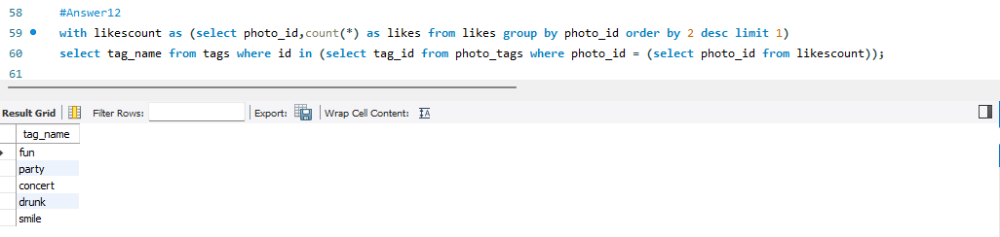 58 #Answer12
59 with likescount as (select photo_id,count(*) as likes from likes group by photo_id order by 2 desc limit 1)
60 select tag_name from tags where id in (select tag_id from photo_tags where photo_id = (select photo_id from likescount));
61
Result Grid Filter Rows: Export: Wrap Cell Content: IA
tag_name
fun
party
concert
drunk
smile